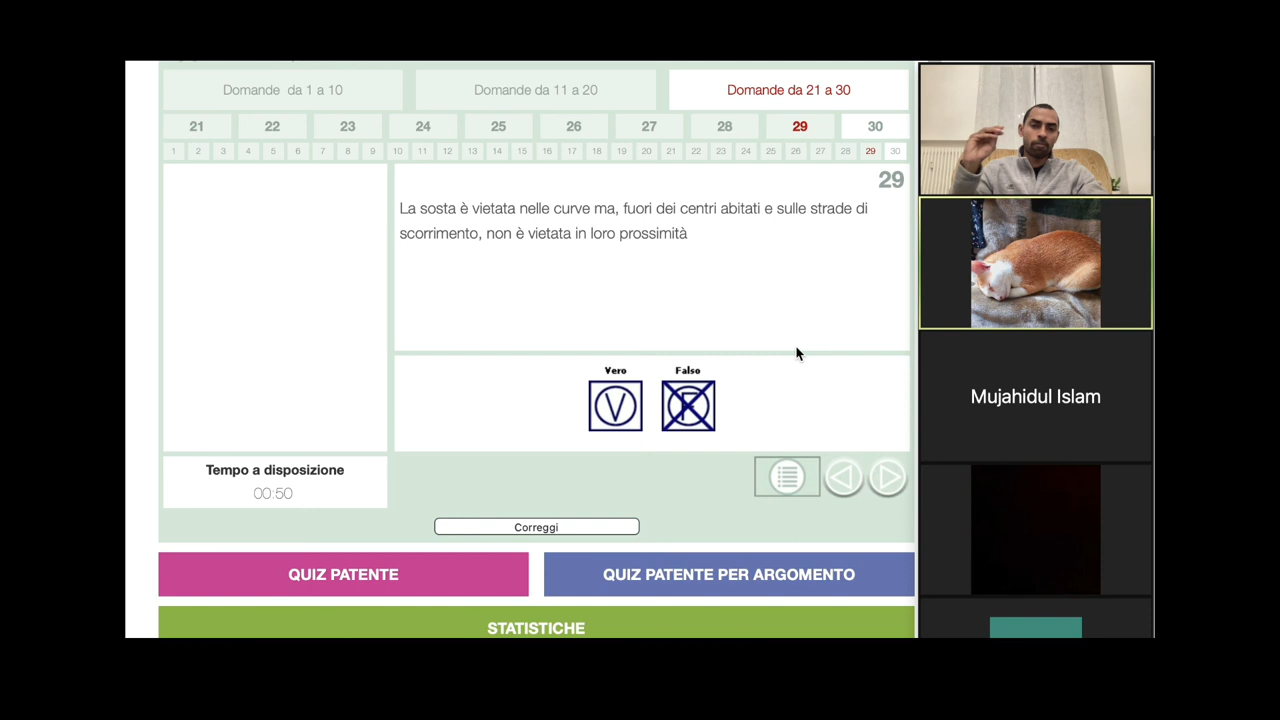 Domande da 1 a 10
Domande da 11 a 20
Domande da 21 a 30
21 22 23 24 25 26 27 28 29 30
1 2 3 4 5 6 7 8 9 10 11 12 13 14 15 16 17 18 19 20 21 22 23 24 25 26 27 28 29 30
29
La sosta è vietata nelle curve ma, fuori dei centri abitati e sulle strade di
scorrimento, non è vietata in loro prossimità
Vero Falso
V F
Tempo a disposizione
00:50
Correggi
QUIZ PATENTE
QUIZ PATENTE PER ARGOMENTO
STATISTICHE
Mujahidul Islam